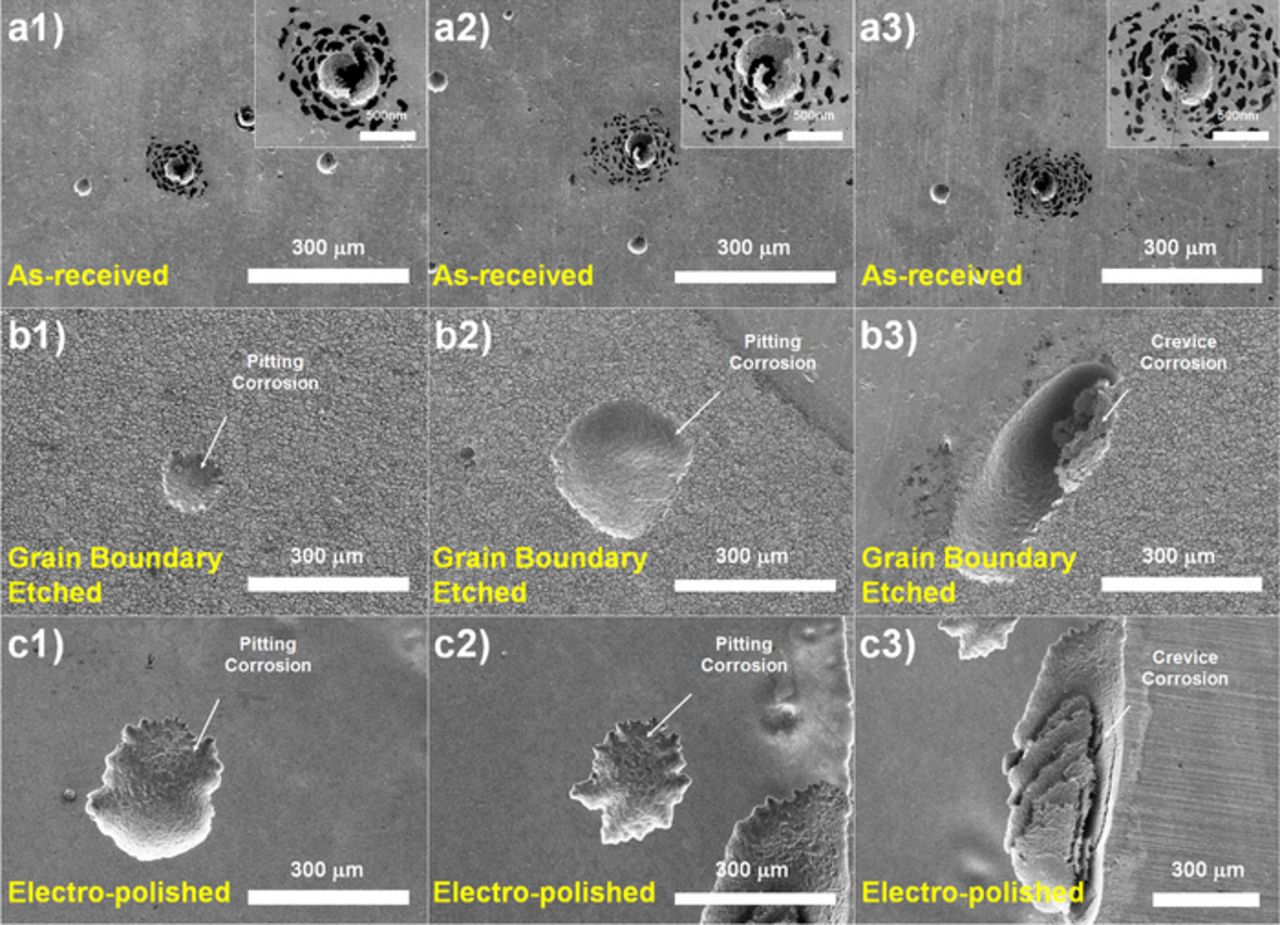 a1)
500nm
300 μm
As-received
a2)
500nm
300 μm
As-received
a3)
500nm
300 μm
As-received
b1)
Pitting
Corrosion
300 μm
Grain Boundary
Etched
b2)
Pitting
Corrosion
300 μm
Grain Boundary
Etched
b3)
Crevice
Corrosion
300 μm
Grain Boundary
Etched
c1)
Pitting
Corrosion
300 μm
Electro-polished
c2)
Pitting
Corrosion
300 μm
Electro-polished
c3)
Crevice
Corrosion
300 μm
Electro-polished